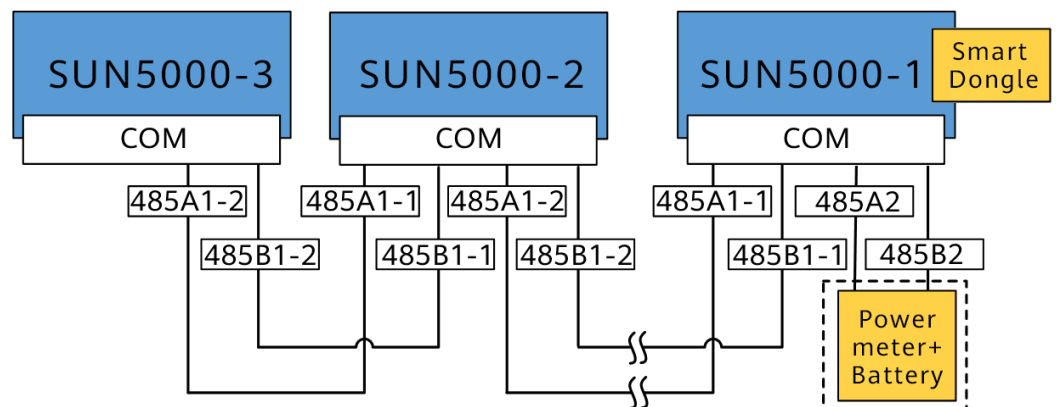 SUN5000-3
SUN5000-2
SUN5000-1
Smart
Dongle
COM
COM
COM
485A1-2
485A1-1
485A1-2
485A1-1
485A2
485B1-2
485B1-1
485B1-2
485B1-1
485B2
Power
meter+
Battery